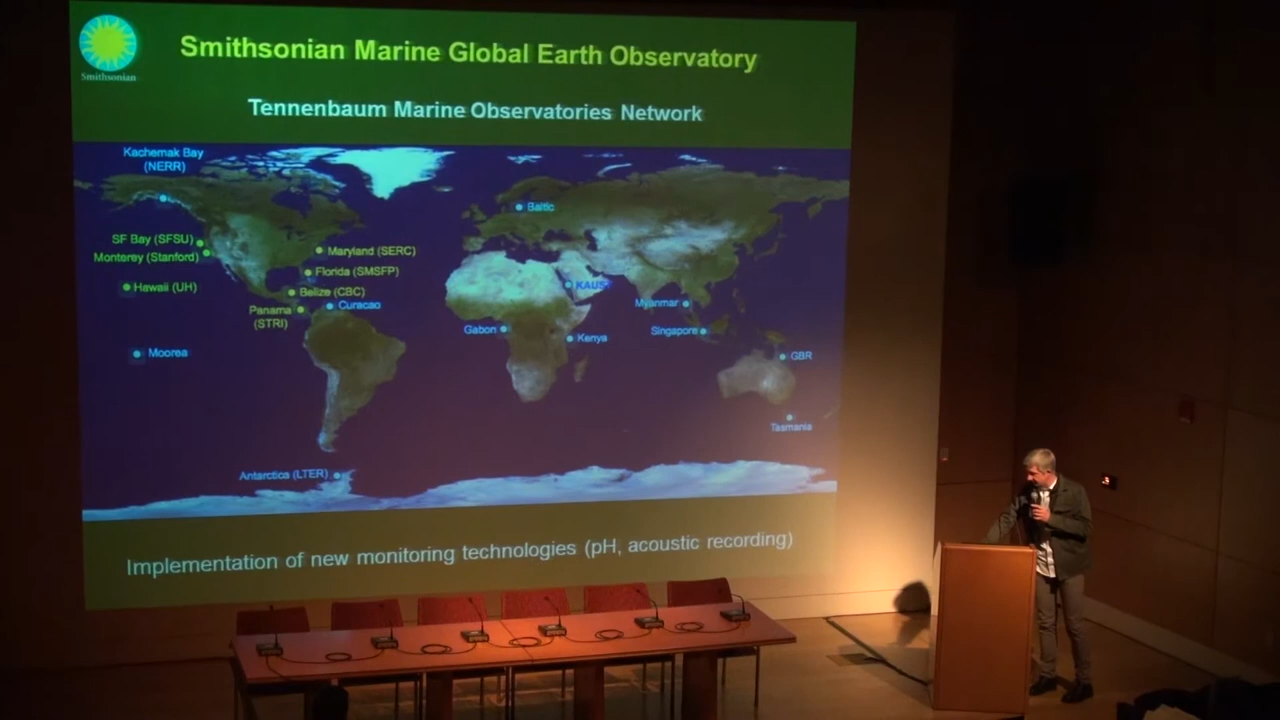 Smithsonian
Smithsonian Marine Global Earth Observatory
Tennenbaum Marine Observatories Network
Kachemak Bay
(NERR)
Baltic
SF Bay (SFSU)
Monterey (Stanford)
Maryland (SERC)
Florida (SMSFP)
Hawaii (UH)
Belize (CBC)
KAUST
Panama
(STRI)
Curacao
Myanmar
Gabon
Kenya
Singapore
Moorea
GBR
Tasmania
Antarctica (LTER)
Implementation of new monitoring technologies (pH, acoustic recording)